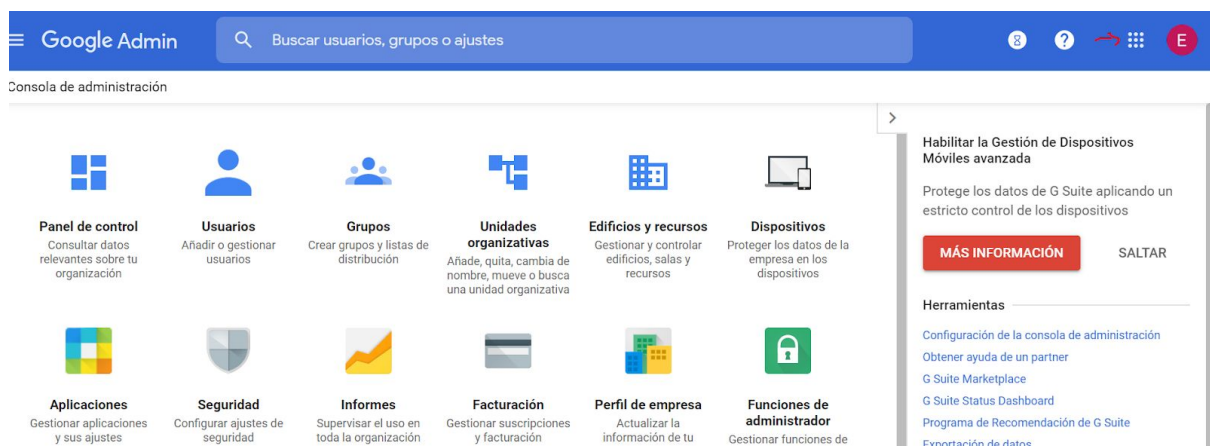 Google Admin
Buscar usuarios, grupos o ajustes
?
E
Consola de administración
Panel de control
Consultar datos
relevantes sobre tu
organización
Usuarios
Añadir o gestionar
usuarios
Grupos
Crear grupos y listas de
distribución
Unidades
organizativas
Añade, quita, cambia de
nombre, mueve o busca
una unidad organizativa
Edificios y recursos
Gestionar y controlar
edificios, salas y
recursos
Dispositivos
Proteger los datos de la
empresa en los
dispositivos
Aplicaciones
Gestionar aplicaciones
y sus ajustes
Seguridad
Configurar ajustes de
seguridad
Informes
Supervisar el uso en
toda la organización
Facturación
Gestionar suscripciones
y facturación
Perfil de empresa
Actualizar la
información de tu
Funciones de
administrador
Gestionar funciones de
Habilitar la Gestión de Dispositivos
Móviles avanzada
Protege los datos de G Suite aplicando un
estricto control de los dispositivos
MÁS INFORMACIÓN
SALTAR
Herramientas
Configuración de la consola de administración
Obtener ayuda de un partner
G Suite Marketplace
G Suite Status Dashboard
Programa de Recomendación de G Suite
Exportación de datos